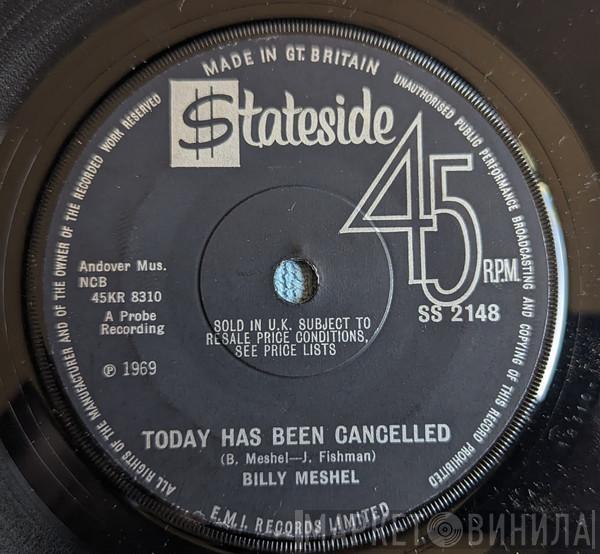 MADE IN GT. BRITAIN
UNAUTHORISED PUBLIC PERFORMANCE BROADCASTING AND COPYING OF THIS RECORD PROHIBITED
ALL RIGHTS OF THE MANUFACTURER AND OF THE OWNER OF THE RECORDED WORK RESERVED
$tateside
45
R.P.M.
SS 2148
Andover Mus.
NCB
45KR 8310
A Probe
Recording
℗ 1969
SOLD IN U.K. SUBJECT TO
RESALE PRICE CONDITIONS,
SEE PRICE LISTS
TODAY HAS BEEN CANCELLED
(B. Meshel—J. Fishman)
BILLY MESHEL
E.M.I. RECORDS LIMITED
МАРКЕТ ВИНИЛА